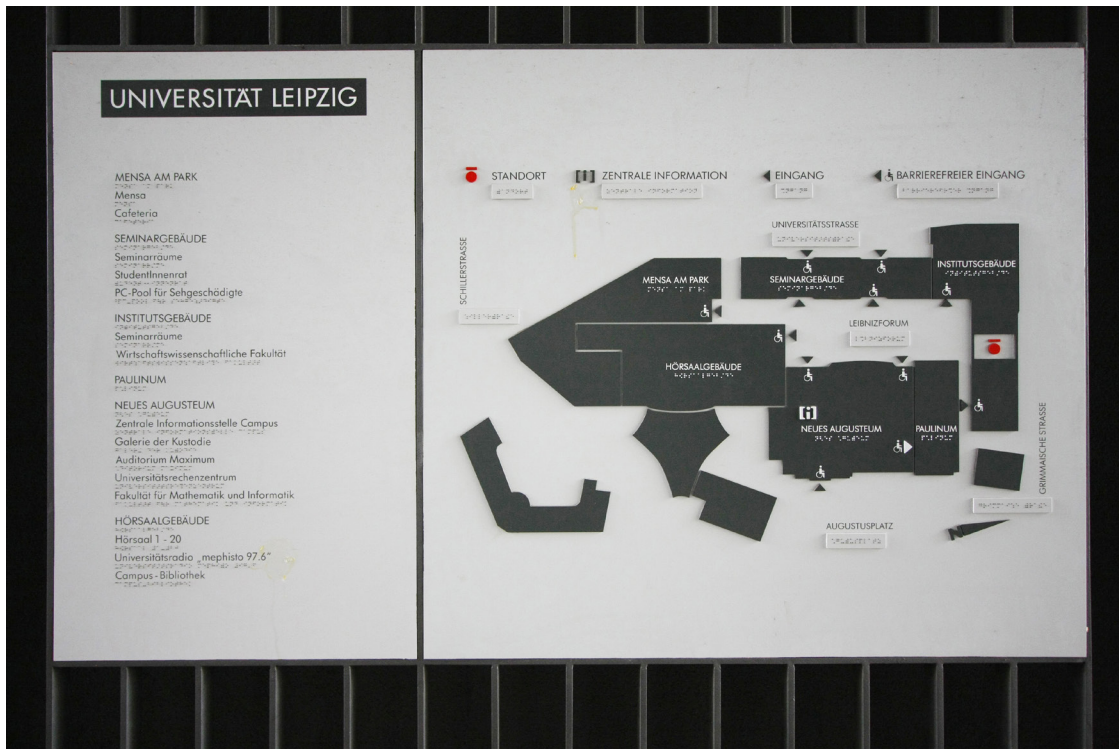 UNIVERSITÄT LEIPZIG
MENSA AM PARK
Mensa
Cafeteria
SEMINARGEBÄUDE
Seminarräume
StudentInnenrat
PC-Pool für Sehgeschädigte
INSTITUTSGEBÄUDE
Seminarräume
Wirtschaftswissenschaftliche Fakultät
PAULINUM
NEUES AUGUSTEUM
Zentrale Informationsstelle Campus
Galerie der Kustodie
Auditorium Maximum
Universitätsrechenzentrum
Fakultät für Mathematik und Informatik
HÖRSAALGEBÄUDE
Hörsaal 1 - 20
Universitätsradio „mephisto 97.6“
Campus-Bibliothek
STANDORT
[i] ZENTRALE INFORMATION
EINGANG
BARRIEREFREIER EINGANG
UNIVERSITÄTSSTRASSE
SCHILLERSTRASSE
MENSA AM PARK
SEMINARGEBÄUDE
INSTITUTSGEBÄUDE
LEIBNIZFORUM
HÖRSAALGEBÄUDE
[i]
NEUES AUGUSTEUM
PAULINUM
GRIMMAISCHE STRASSE
AUGUSTUSPLATZ
N